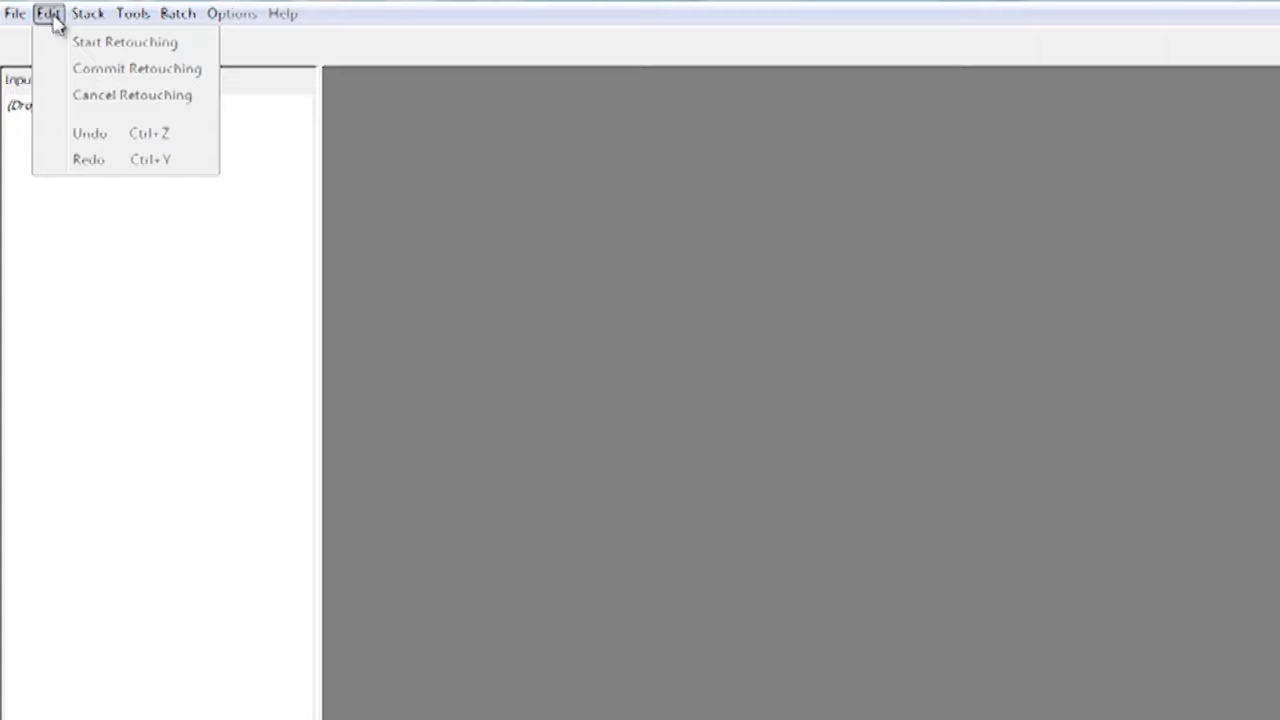 File Edit Stack Tools Batch Options Help
Start Retouching
Commit Retouching
Cancel Retouching
Undo Ctrl+Z
Redo Ctrl+Y